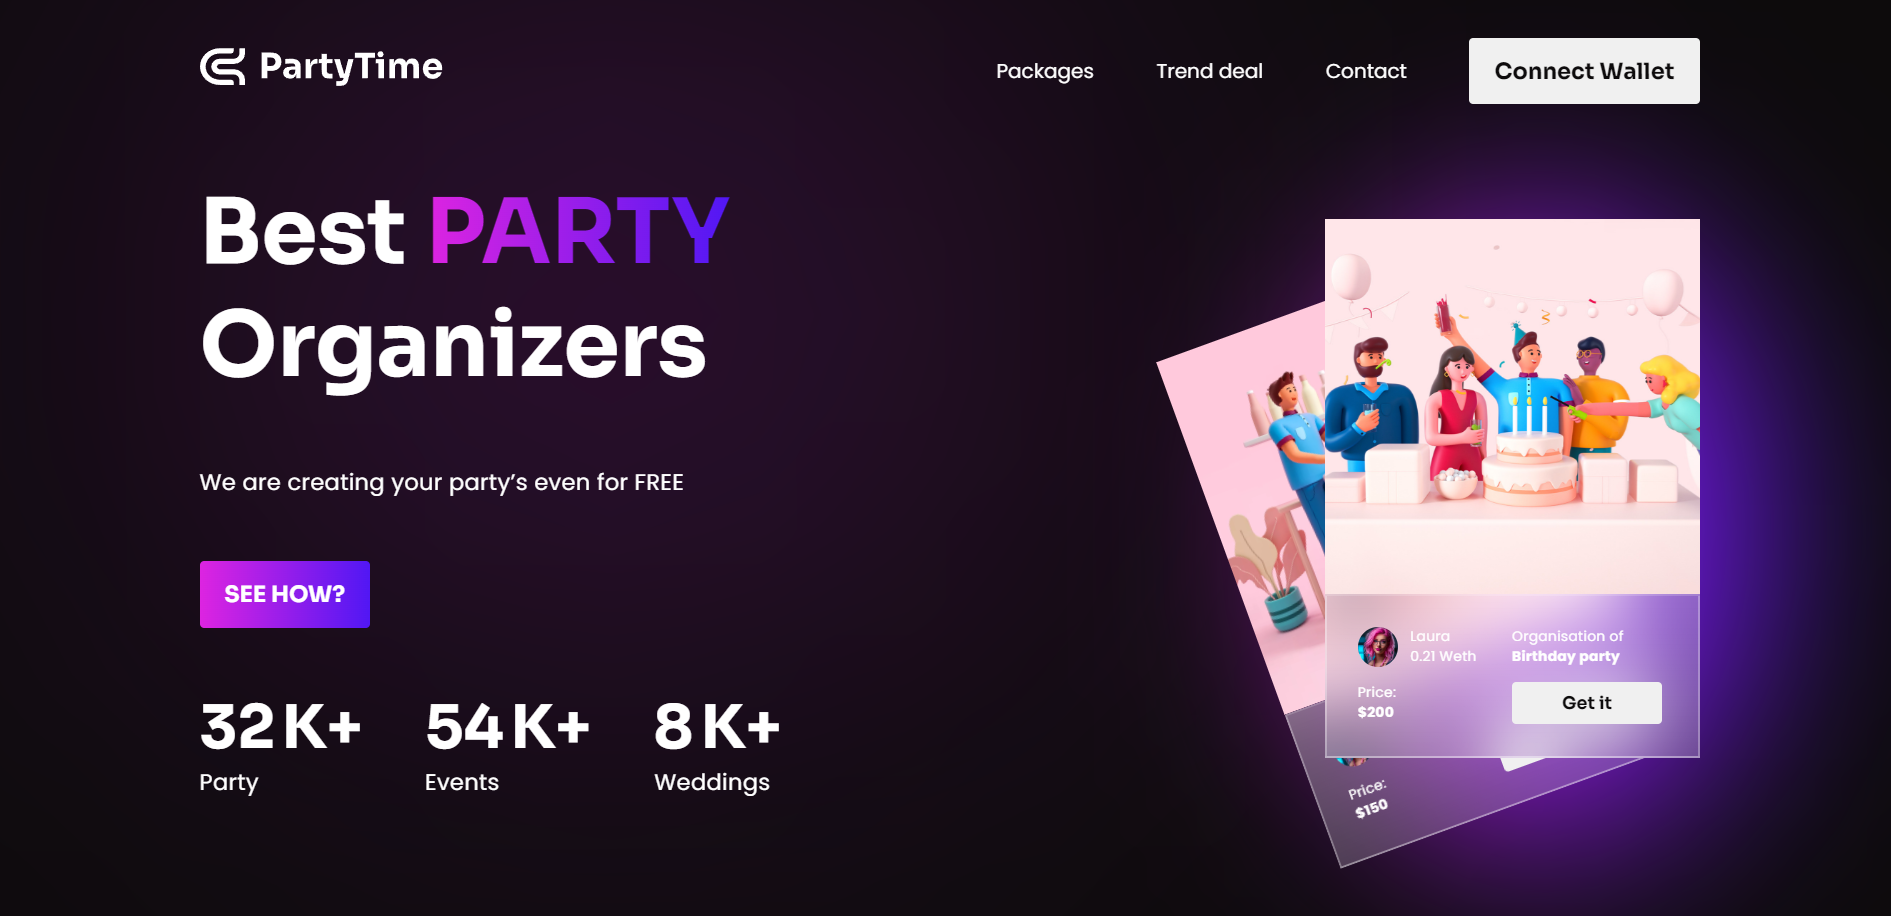 PartyTime
Packages
Trend deal
Contact
Connect Wallet
Best PARTY
Organizers
We are creating your party’s even for FREE
SEE HOW?
32K+
Party
54K+
Events
8K+
Weddings
Laura
0.21 Weth
Organisation of
Birthday party
Price:
$200
Get it
Price:
$150